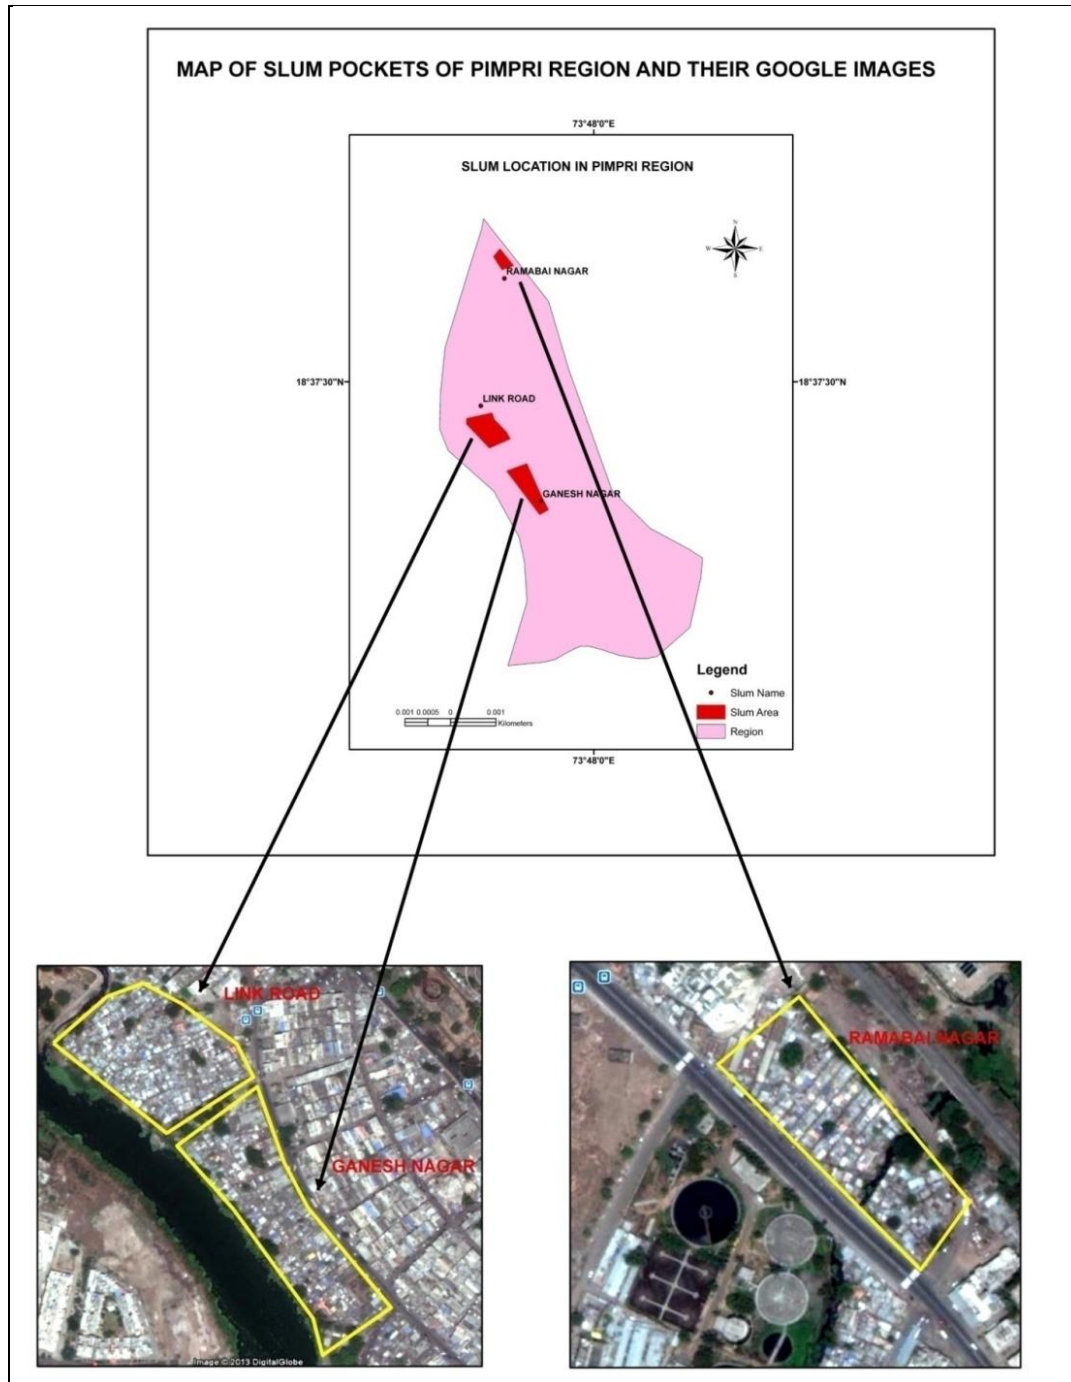 MAP OF SLUM POCKETS OF PIMPRI REGION AND THEIR GOOGLE IMAGES
73°48'0"E
SLUM LOCATION IN PIMPRI REGION
N
W E
S
RAMABAI NAGAR
18°37'30"N 18°37'30"N
LINK ROAD
GANESH NAGAR
Legend
Slum Name
Slum Area
Region
0.001 0.0005 0 0.001
Kilometers
73°48'0"E
LINK ROAD
GANESH NAGAR
Image © 2013 DigitalGlobe
RAMABAI NAGAR